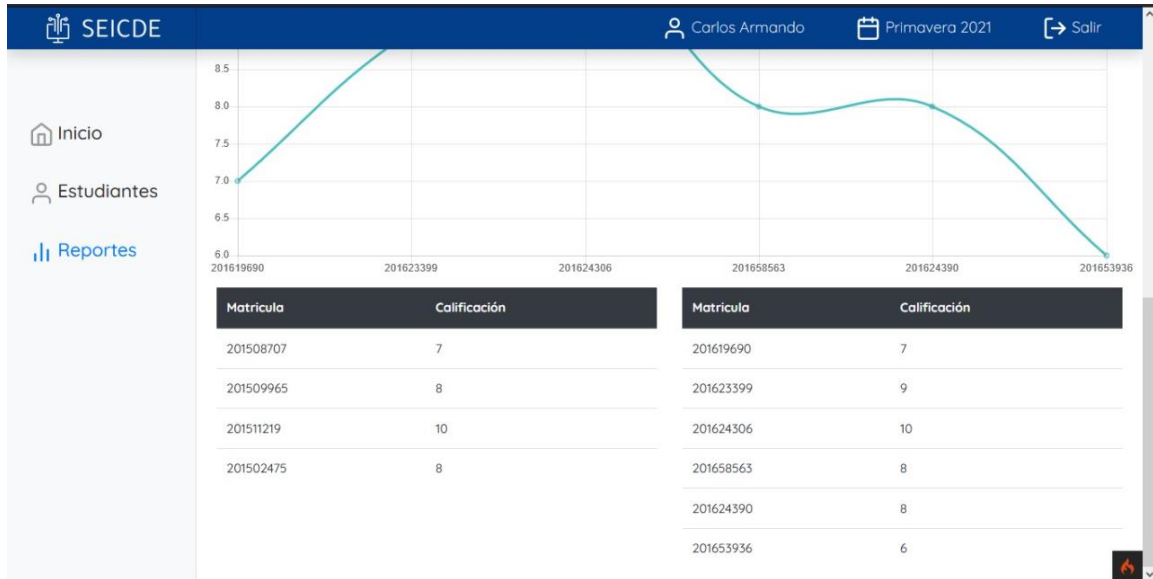 SEICDE
Carlos Armando
Primavera 2021
Salir
Inicio
Estudiantes
Reportes
8.5
8.0
7.5
7.0
6.5
6.0
201619690 201623399 201624306 201658563 201624390 201653936
Matricula Calificación
201508707 7
201509965 8
201511219 10
201502475 8
Matricula Calificación
201619690 7
201623399 9
201624306 10
201658563 8
201624390 8
201653936 6